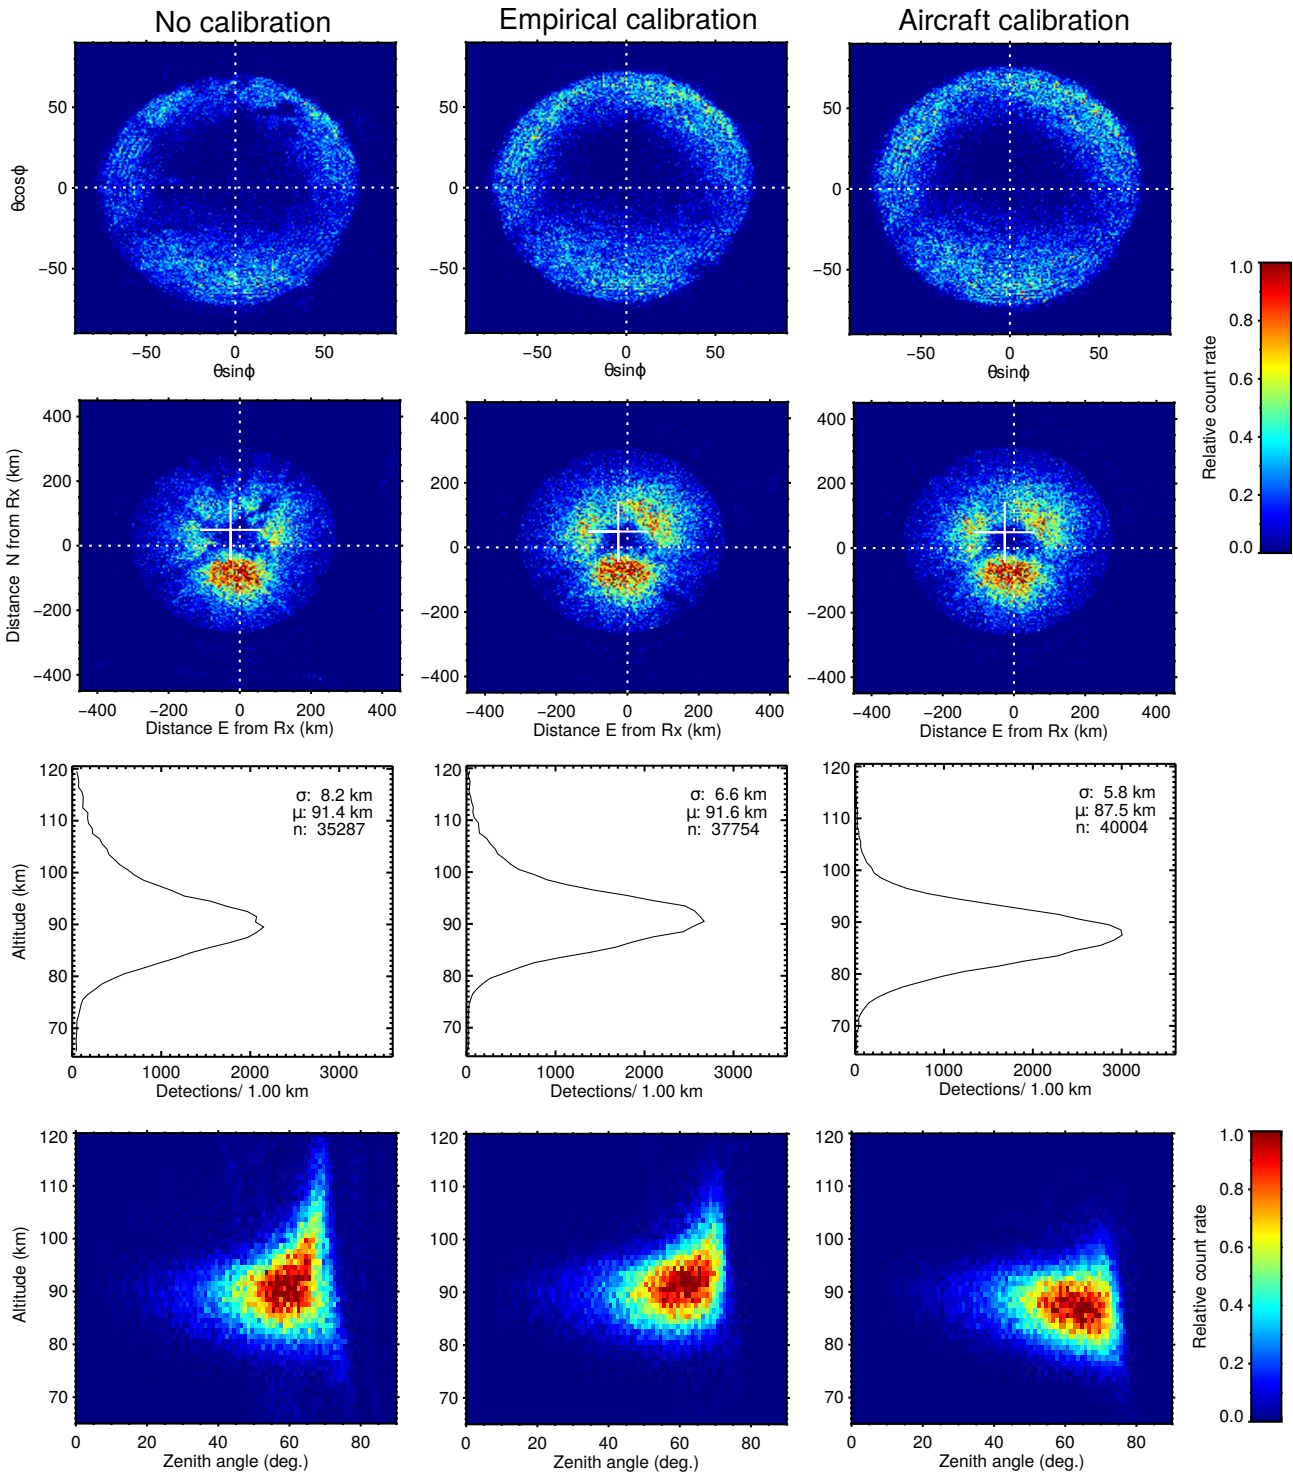 No calibration
Empirical calibration
Aircraft calibration
50
0
−50
θcosϕ
−50 0 50
θsinϕ
50
0
−50
−50 0 50
θsinϕ
50
0
−50
−50 0 50
θsinϕ
1.0
0.8
0.6
0.4
0.2
0.0
Relative count rate
400
200
0
−200
−400
Distance N from Rx (km)
−400 −200 0 200 400
Distance E from Rx (km)
400
200
0
−200
−400
−400 −200 0 200 400
Distance E from Rx (km)
400
200
0
−200
−400
−400 −200 0 200 400
Distance E from Rx (km)
120
110
100
90
80
70
Altitude (km)
σ: 8.2 km
μ: 91.4 km
n: 35287
0 1000 2000 3000
Detections/ 1.00 km
120
110
100
90
80
70
σ: 6.6 km
μ: 91.6 km
n: 37754
0 1000 2000 3000
Detections/ 1.00 km
120
110
100
90
80
70
σ: 5.8 km
μ: 87.5 km
n: 40004
0 1000 2000 3000
Detections/ 1.00 km
120
110
100
90
80
70
Altitude (km)
0 20 40 60 80
Zenith angle (deg.)
120
110
100
90
80
70
0 20 40 60 80
Zenith angle (deg.)
120
110
100
90
80
70
0 20 40 60 80
Zenith angle (deg.)
1.0
0.8
0.6
0.4
0.2
0.0
Relative count rate